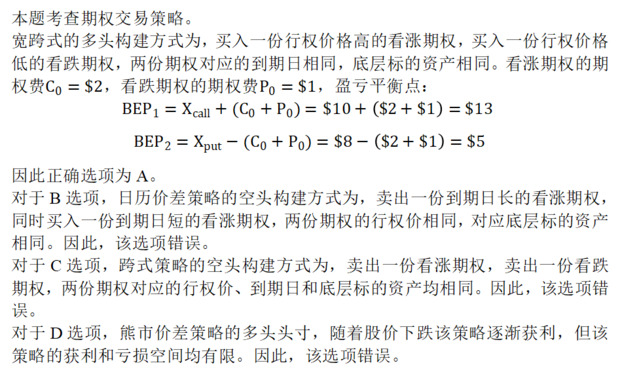 本题考查期权交易策略。
宽跨式的多头构建方式为，买入一份行权价格高的看涨期权，买入一份行权价格
低的看跌期权，两份期权对应的到期日相同，底层标的资产相同。看涨期权的期
权费C₀ = $2，看跌期权的期权费P₀ = $1，盈亏平衡点：
BEP₁ = X_call + (C₀ + P₀) = $10 + ($2 + $1) = $13
BEP₂ = X_put − (C₀ + P₀) = $8 − ($2 + $1) = $5
因此正确选项为 A。
对于 B 选项，日历价差策略的空头构建方式为，卖出一份到期日长的看涨期权，
同时买入一份到期日短的看涨期权，两份期权的行权价相同，对应底层标的资产
相同。因此，该选项错误。
对于 C 选项，跨式策略的空头构建方式为，卖出一份看涨期权，卖出一份看跌
期权，两份期权对应的行权价、到期日和底层标的资产均相同。因此，该选项错
误。
对于 D 选项，熊市价差策略的多头头寸，随着股价下跌该策略逐渐获利，但该
策略的获利和亏损空间均有限。因此，该选项错误。